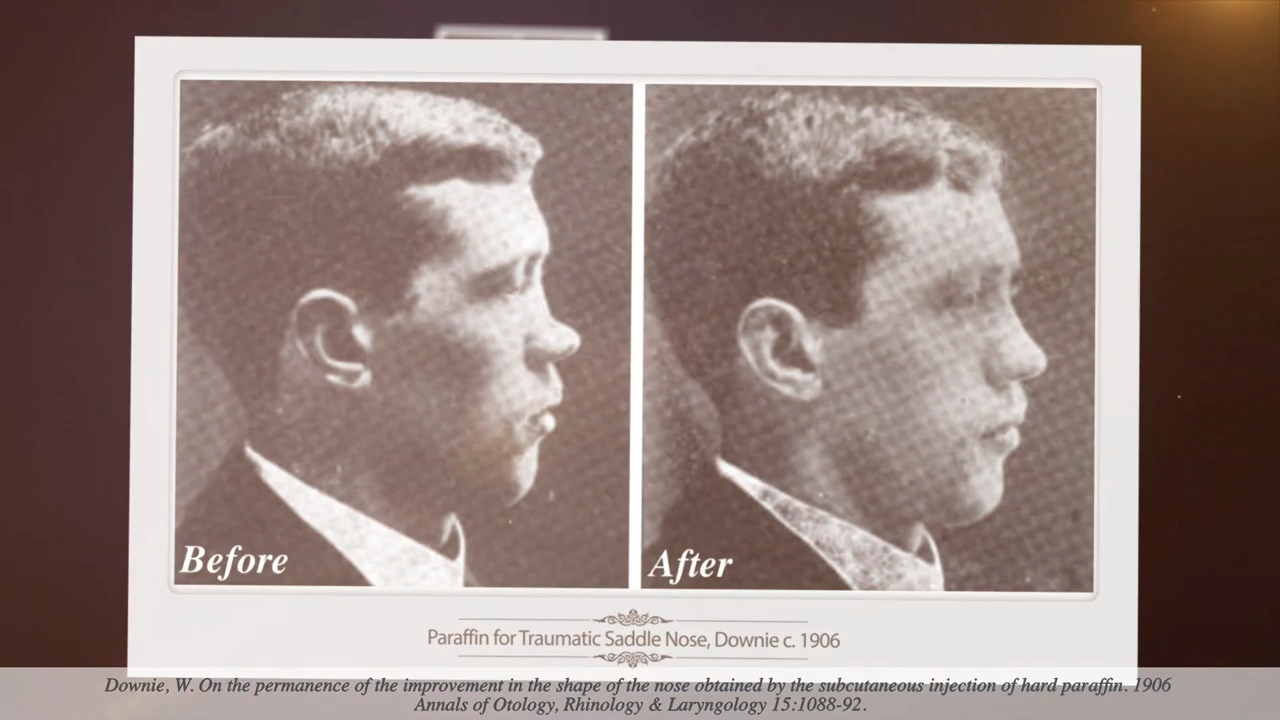 Before
After
Paraffin for Traumatic Saddle Nose, Downie c. 1906
Downie, W. On the permanence of the improvement in the shape of the nose obtained by the subcutaneous injection of hard paraffin. 1906
Annals of Otology, Rhinology & Laryngology 15:1088-92.